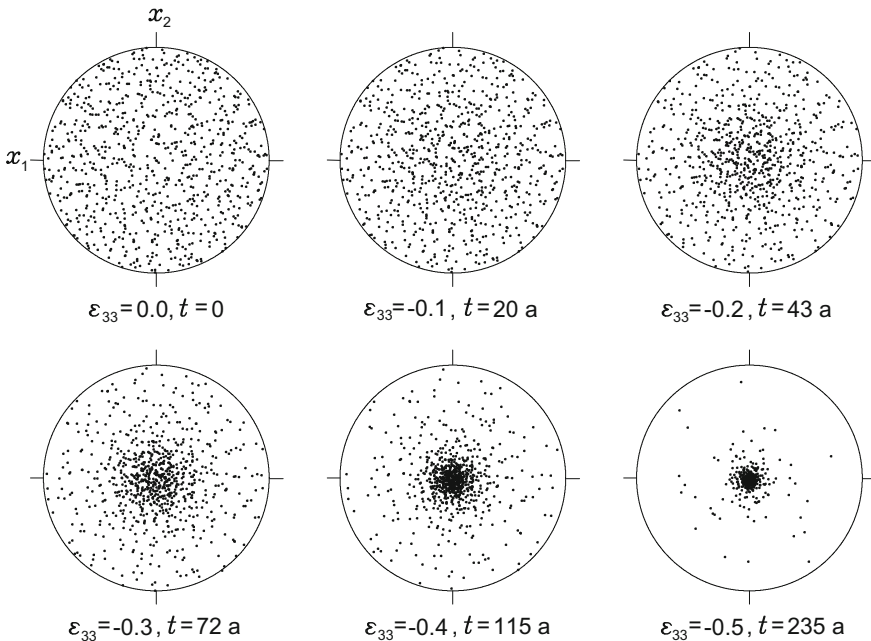 x₂
x₁
ε₃₃=0.0, t=0
ε₃₃=-0.1, t=20 a
ε₃₃=-0.2, t=43 a
ε₃₃=-0.3, t=72 a
ε₃₃=-0.4, t=115 a
ε₃₃=-0.5, t=235 a